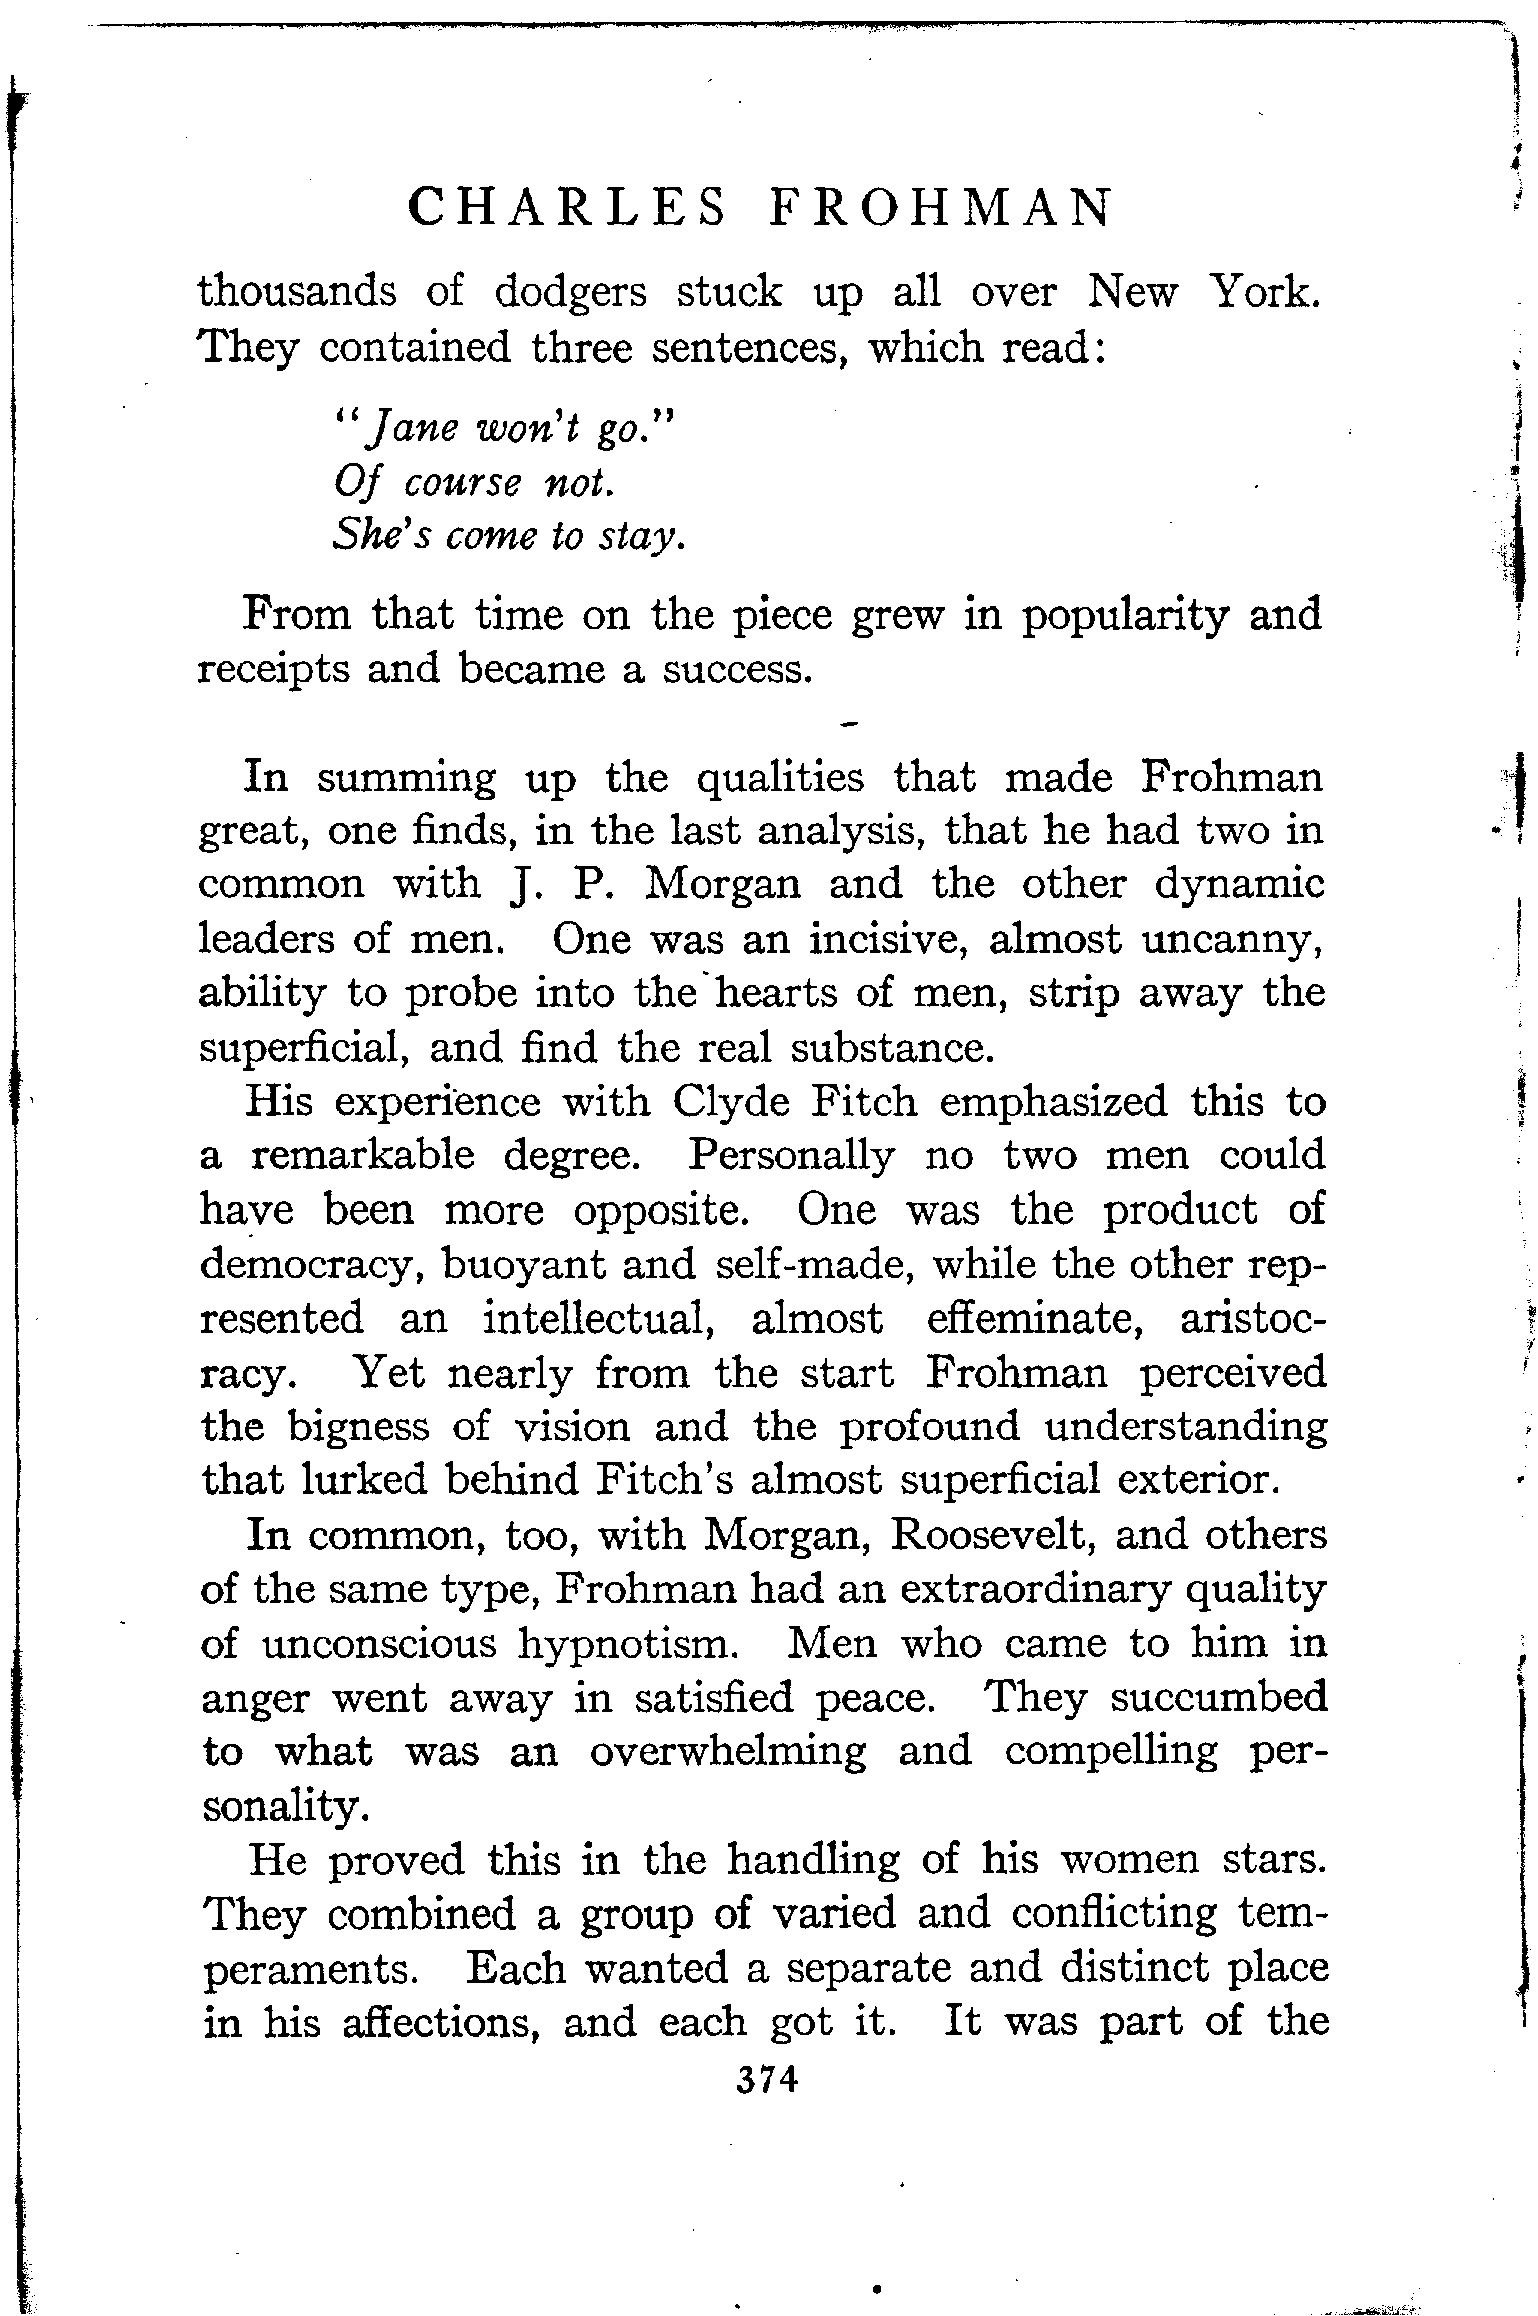 CHARLES FROHMAN
thousands of dodgers stuck up all over New York.
They contained three sentences, which read:
"Jane won't go."
Of course not.
She's come to stay.
From that time on the piece grew in popularity and
receipts and became a success.
In summing up the qualities that made Frohman
great, one finds, in the last analysis, that he had two in
common with J. P. Morgan and the other dynamic
leaders of men. One was an incisive, almost uncanny,
ability to probe into the hearts of men, strip away the
superficial, and find the real substance.
His experience with Clyde Fitch emphasized this to
a remarkable degree. Personally no two men could
have been more opposite. One was the product of
democracy, buoyant and self-made, while the other rep-
resented an intellectual, almost effeminate, aristoc-
racy. Yet nearly from the start Frohman perceived
the bigness of vision and the profound understanding
that lurked behind Fitch's almost superficial exterior.
In common, too, with Morgan, Roosevelt, and others
of the same type, Frohman had an extraordinary quality
of unconscious hypnotism. Men who came to him in
anger went away in satisfied peace. They succumbed
to what was an overwhelming and compelling per-
sonality.
He proved this in the handling of his women stars.
They combined a group of varied and conflicting tem-
peraments. Each wanted a separate and distinct place
in his affections, and each got it. It was part of the
374